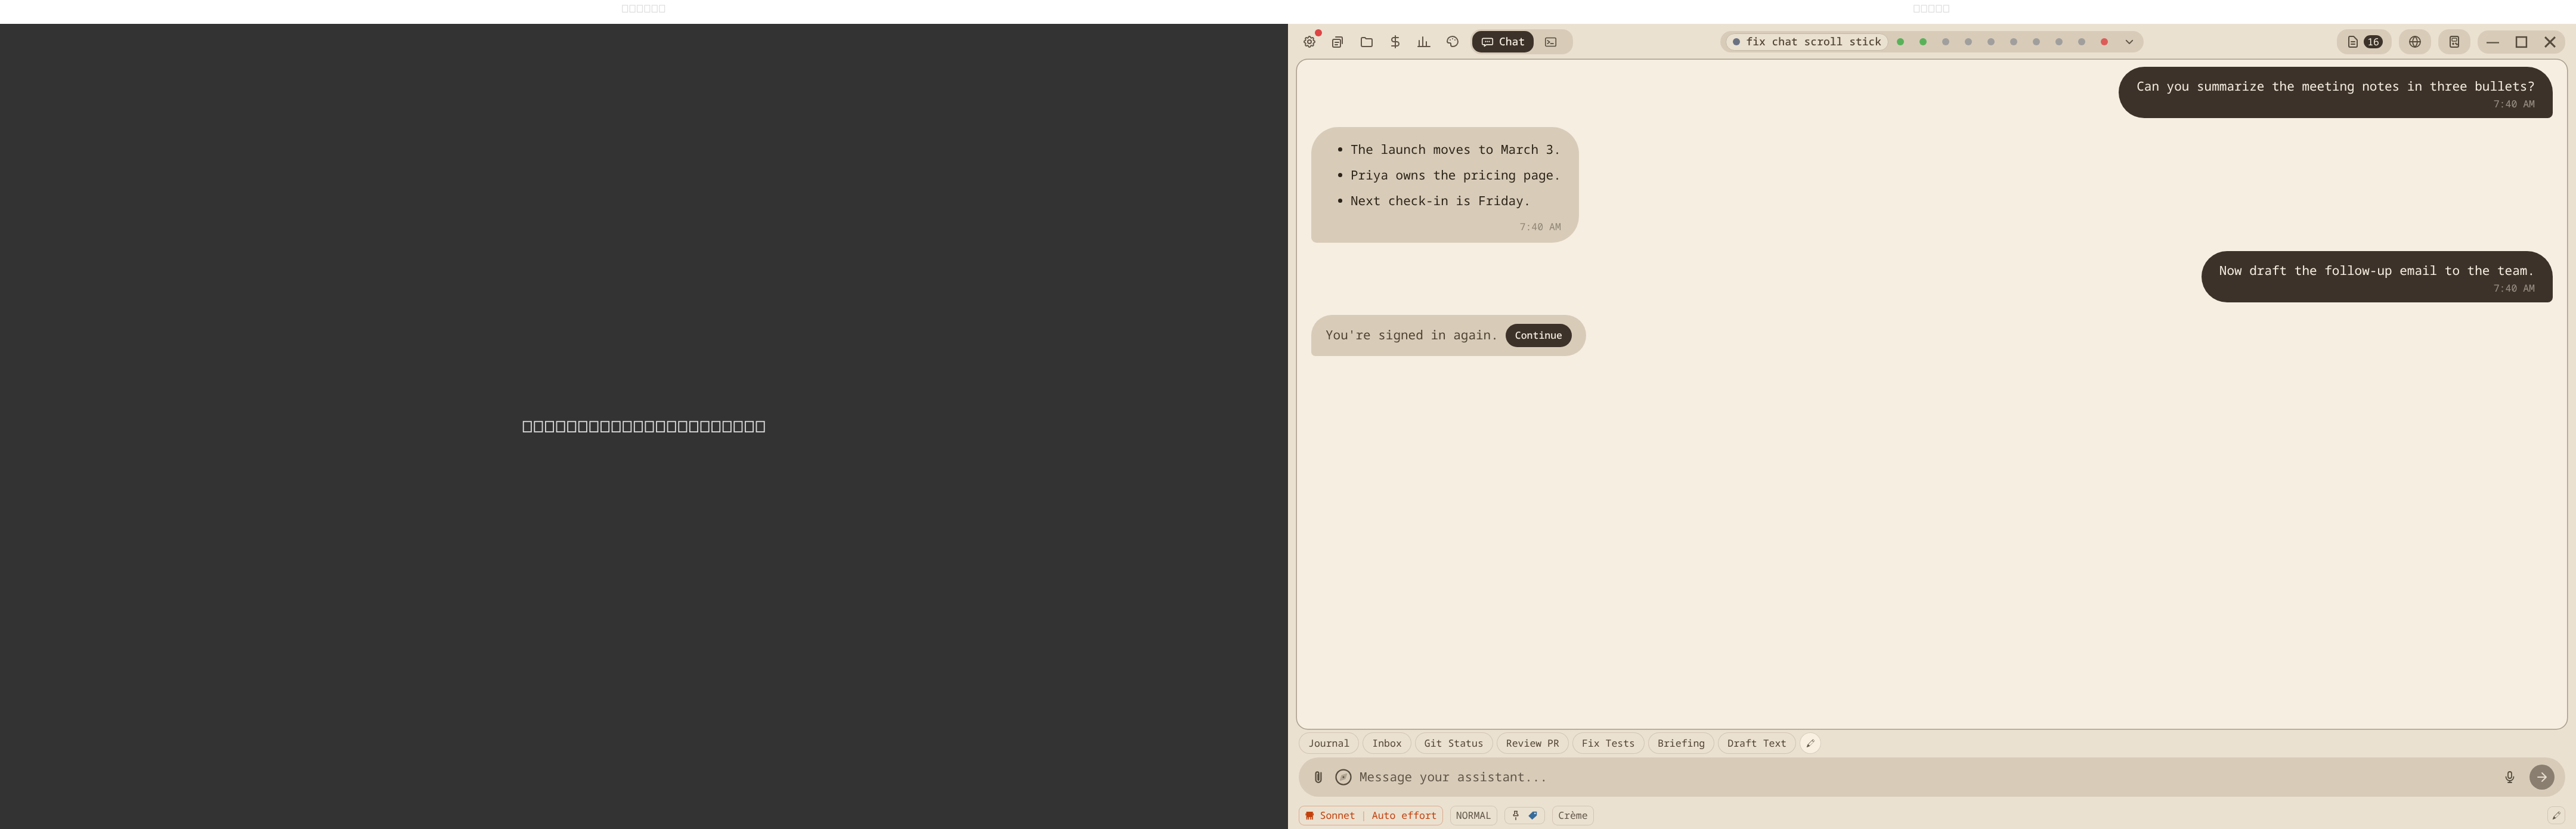 Chat
fix chat scroll stick
16
Can you summarize the meeting notes in three bullets?
7:40 AM
• The launch moves to March 3.
• Priya owns the pricing page.
• Next check-in is Friday.
7:40 AM
Now draft the follow-up email to the team.
7:40 AM
You're signed in again. Continue
Journal Inbox Git Status Review PR Fix Tests Briefing Draft Text
Message your assistant...
Sonnet | Auto effort NORMAL Crème